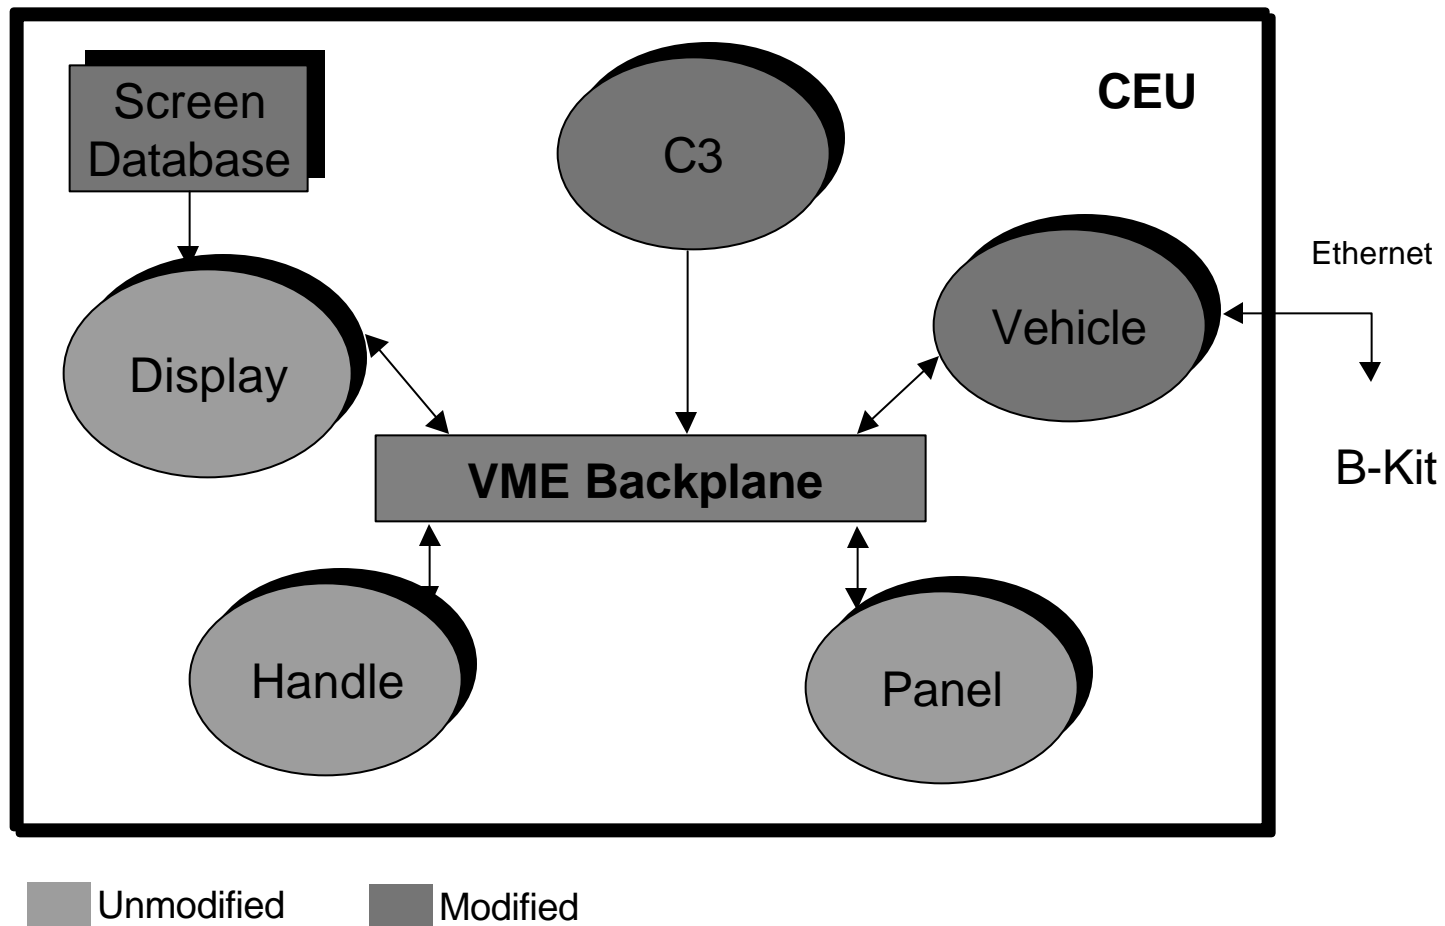 Screen
Database
C3
CEU
Ethernet
Vehicle
Display
B-Kit
VME Backplane
Handle
Panel
Unmodified
Modified